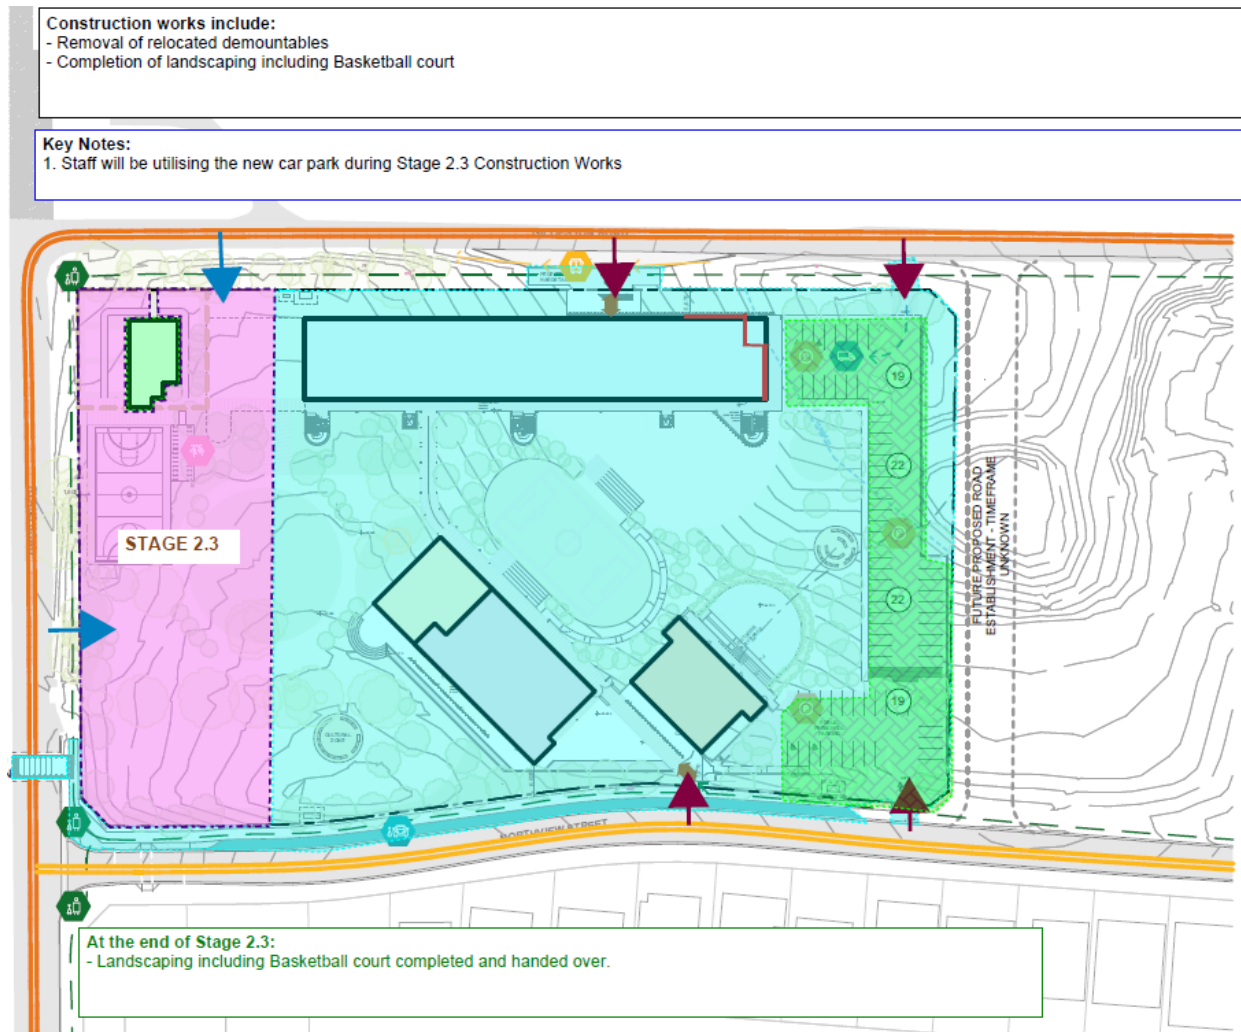 Construction works include:
- Removal of relocated demountables
- Completion of landscaping including Basketball court
Key Notes:
1. Staff will be utilising the new car park during Stage 2.3 Construction Works
19
22
STAGE 2.3
FUTURE PROPOSED ROAD
ESTABLISHMENT - TIMEFRAME
UNKNOWN
22
19
NORTHVIEW STREET
At the end of Stage 2.3:
- Landscaping including Basketball court completed and handed over.